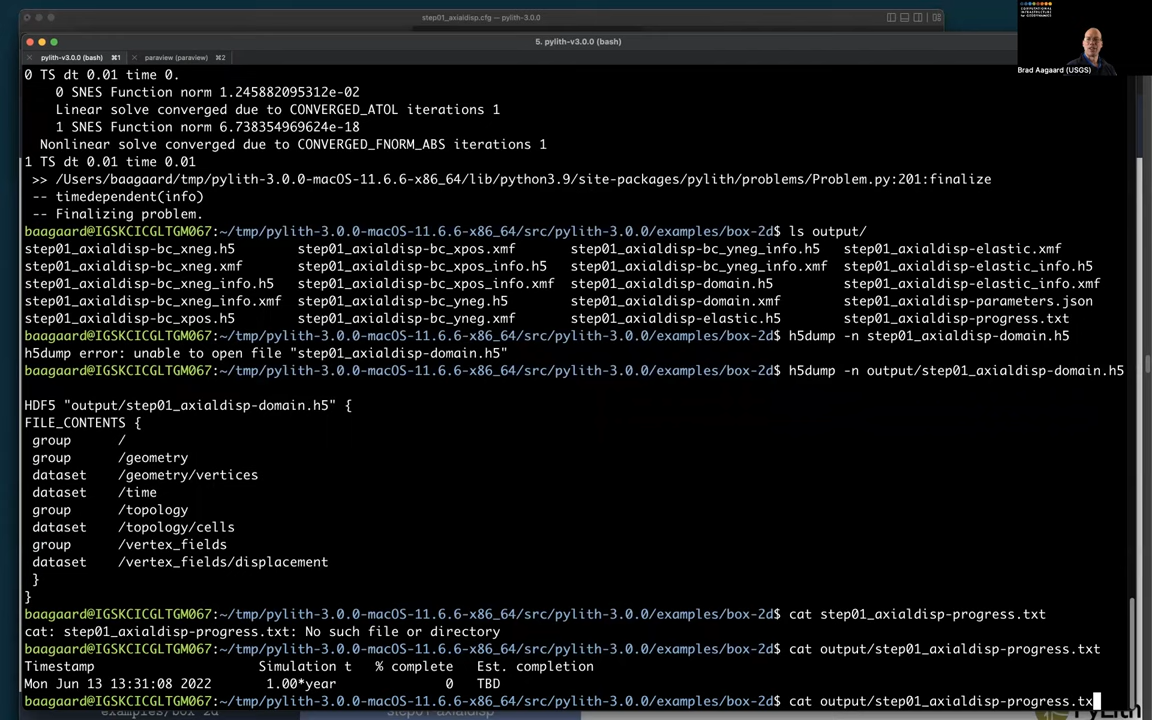 step01_axialdisp.cfg — pylith-3.0.0
5. pylith-v3.0.0 (bash)
pylith-v3.0.0 (bash) ⌘1 paraview (paraview) ⌘2
Brad Aagaard (USGS)
0 TS dt 0.01 time 0.
0 SNES Function norm 1.245882095312e-02
Linear solve converged due to CONVERGED_ATOL iterations 1
1 SNES Function norm 6.738354969624e-18
Nonlinear solve converged due to CONVERGED_FNORM_ABS iterations 1
1 TS dt 0.01 time 0.01
>> /Users/baagaard/tmp/pylith-3.0.0-macOS-11.6.6-x86_64/lib/python3.9/site-packages/pylith/problems/Problem.py:201:finalize
-- timedependent(info)
-- Finalizing problem.
baagaard@IGSKCICGLTGM067:~/tmp/pylith-3.0.0-macOS-11.6.6-x86_64/src/pylith-3.0.0/examples/box-2d$ ls output/
step01_axialdisp-bc_xneg.h5 step01_axialdisp-bc_xpos.xmf step01_axialdisp-bc_yneg_info.h5 step01_axialdisp-elastic.xmf
step01_axialdisp-bc_xneg.xmf step01_axialdisp-bc_xpos_info.h5 step01_axialdisp-bc_yneg_info.xmf step01_axialdisp-elastic_info.h5
step01_axialdisp-bc_xneg_info.h5 step01_axialdisp-bc_xpos_info.xmf step01_axialdisp-domain.h5 step01_axialdisp-elastic_info.xmf
step01_axialdisp-bc_xneg_info.xmf step01_axialdisp-bc_yneg.h5 step01_axialdisp-domain.xmf step01_axialdisp-parameters.json
step01_axialdisp-bc_xpos.h5 step01_axialdisp-bc_yneg.xmf step01_axialdisp-elastic.h5 step01_axialdisp-progress.txt
baagaard@IGSKCICGLTGM067:~/tmp/pylith-3.0.0-macOS-11.6.6-x86_64/src/pylith-3.0.0/examples/box-2d$ h5dump -n step01_axialdisp-domain.h5
h5dump error: unable to open file "step01_axialdisp-domain.h5"
baagaard@IGSKCICGLTGM067:~/tmp/pylith-3.0.0-macOS-11.6.6-x86_64/src/pylith-3.0.0/examples/box-2d$ h5dump -n output/step01_axialdisp-domain.h5
HDF5 "output/step01_axialdisp-domain.h5" {
FILE_CONTENTS {
group /
group /geometry
dataset /geometry/vertices
dataset /time
group /topology
dataset /topology/cells
group /vertex_fields
dataset /vertex_fields/displacement
}
}
baagaard@IGSKCICGLTGM067:~/tmp/pylith-3.0.0-macOS-11.6.6-x86_64/src/pylith-3.0.0/examples/box-2d$ cat step01_axialdisp-progress.txt
cat: step01_axialdisp-progress.txt: No such file or directory
baagaard@IGSKCICGLTGM067:~/tmp/pylith-3.0.0-macOS-11.6.6-x86_64/src/pylith-3.0.0/examples/box-2d$ cat output/step01_axialdisp-progress.txt
Timestamp Simulation t % complete Est. completion
Mon Jun 13 13:31:08 2022 1.00*year 0 TBD
baagaard@IGSKCICGLTGM067:~/tmp/pylith-3.0.0-macOS-11.6.6-x86_64/src/pylith-3.0.0/examples/box-2d$ cat output/step01_axialdisp-progress.tx